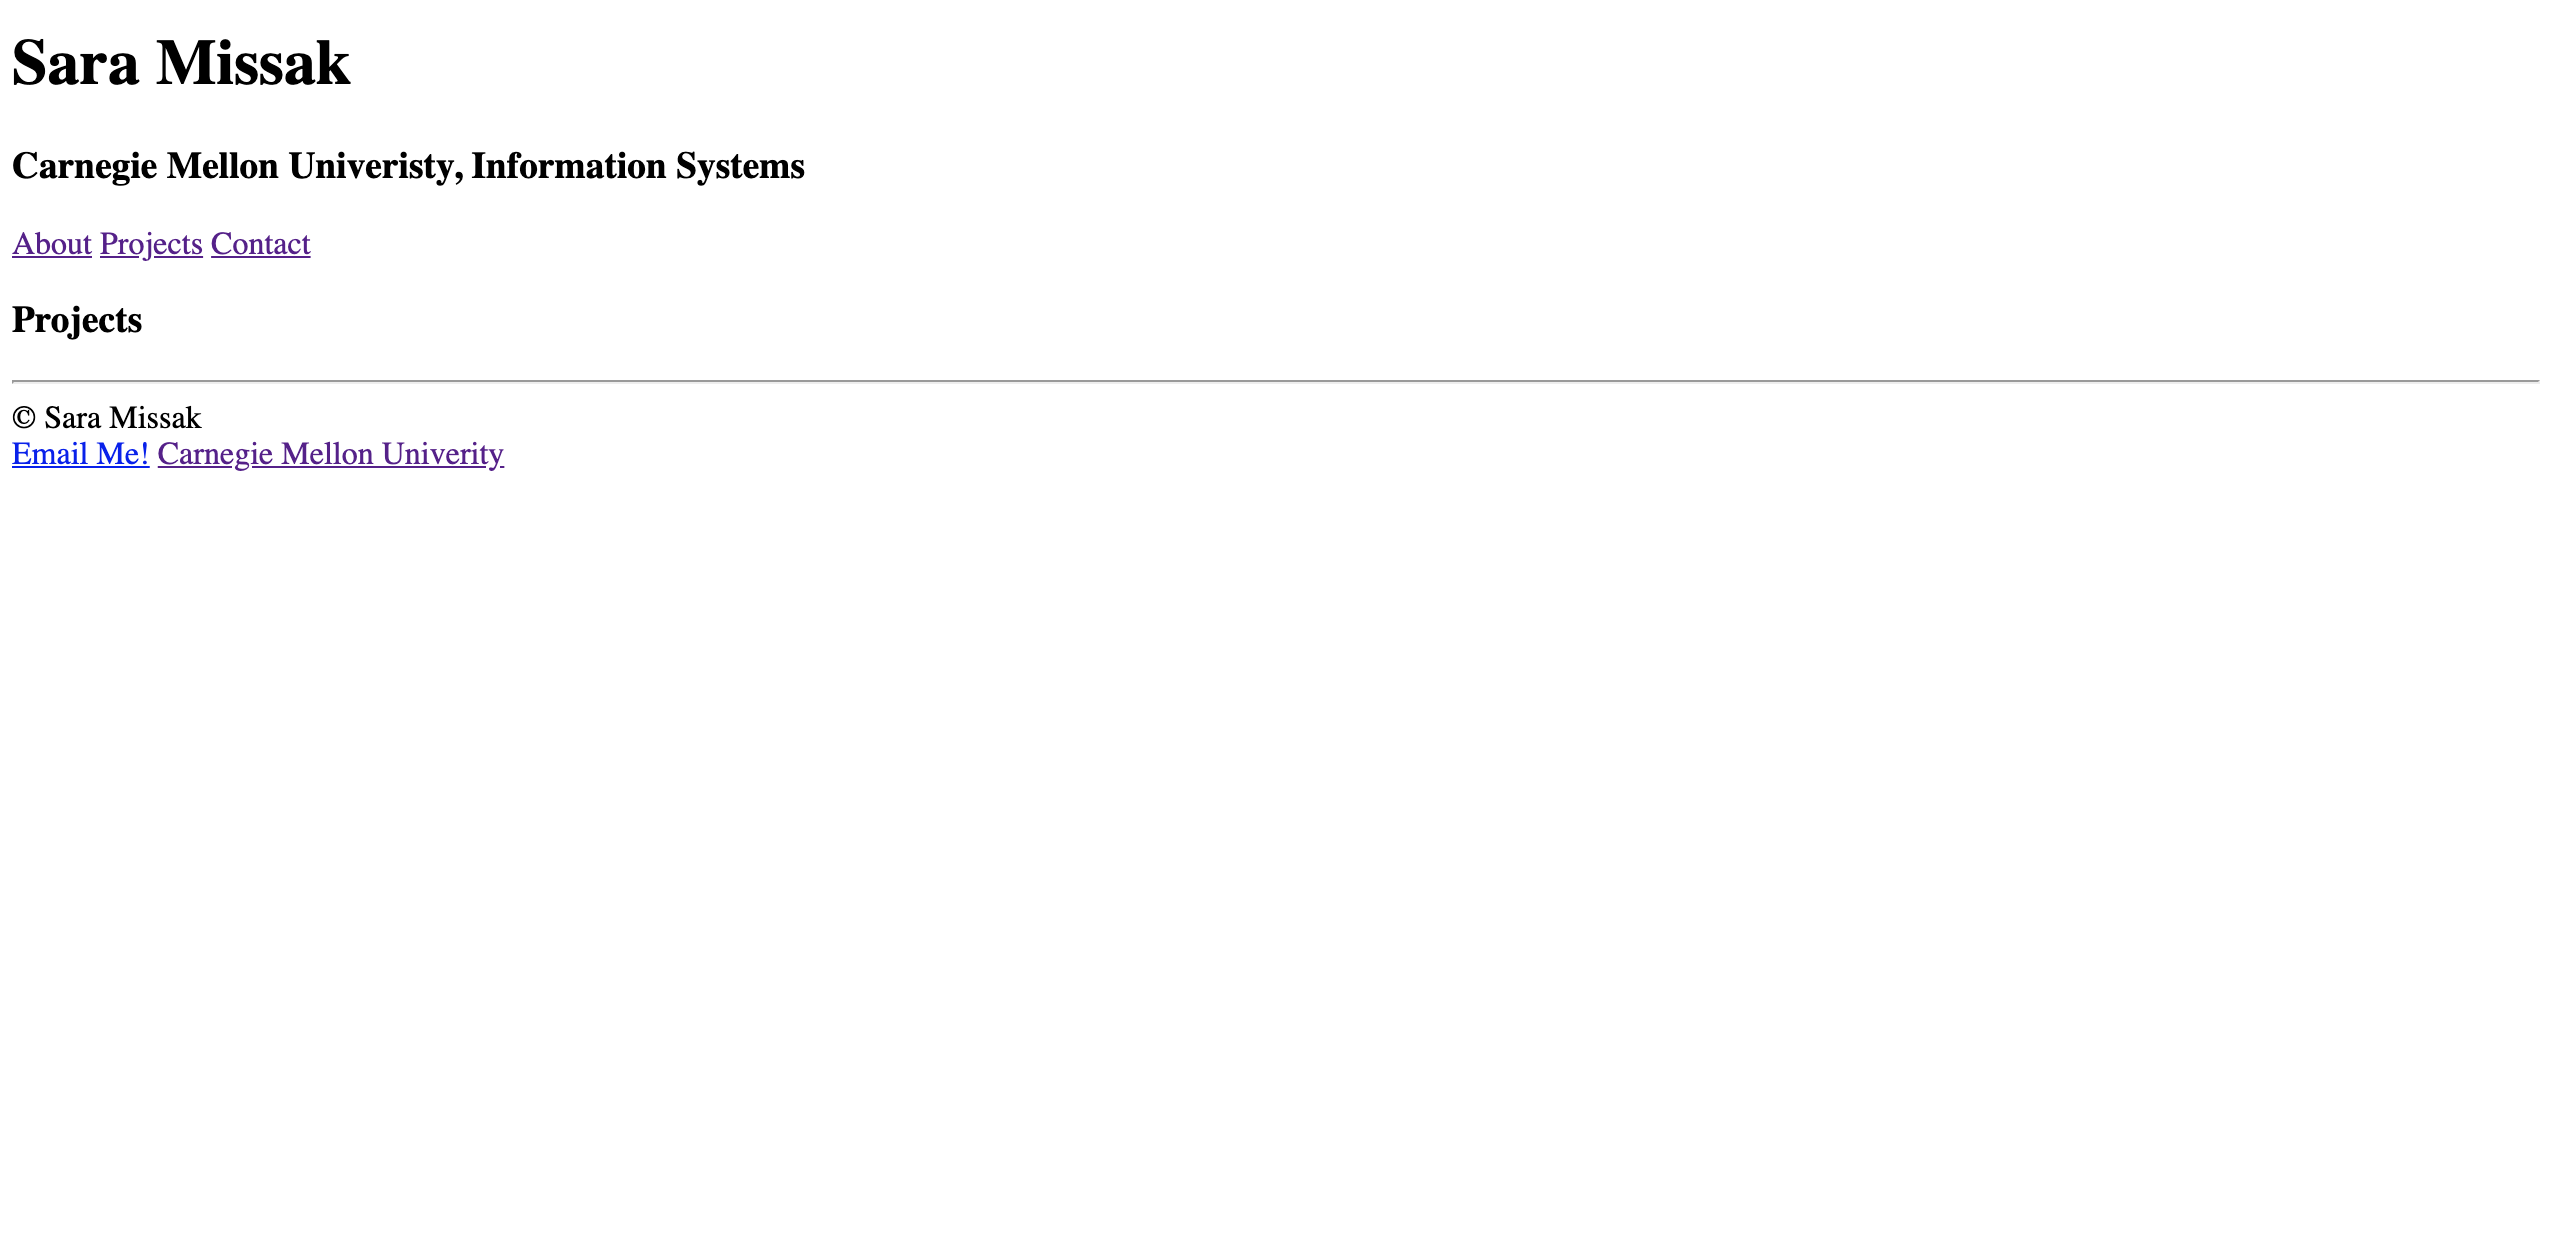 Sara Missak
Carnegie Mellon Univeristy, Information Systems
About Projects Contact
Projects
© Sara Missak
Email Me! Carnegie Mellon Univerity